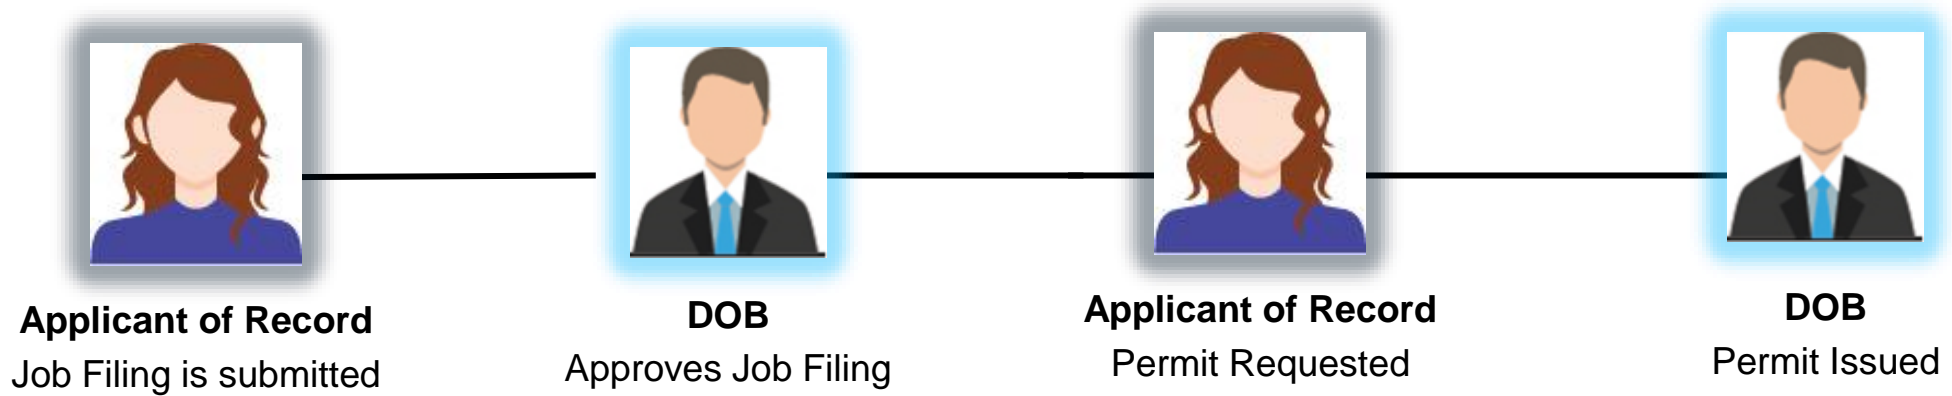 Applicant of Record
Job Filing is submitted
DOB
Approves Job Filing
Applicant of Record
Permit Requested
DOB
Permit Issued